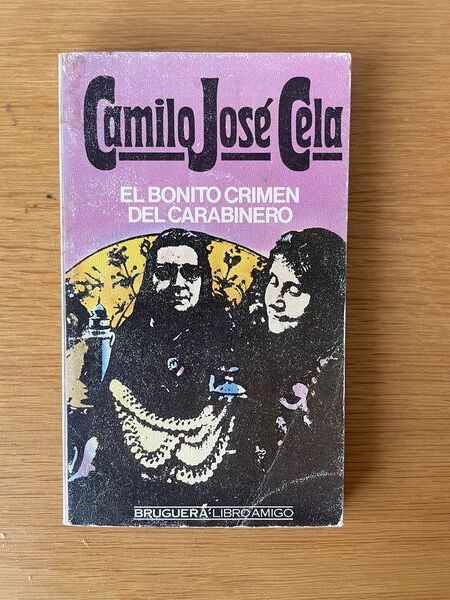 Camilo José Cela
EL BONITO CRIMEN
DEL CARABINERO
BRUGUERA·LIBRO AMIGO